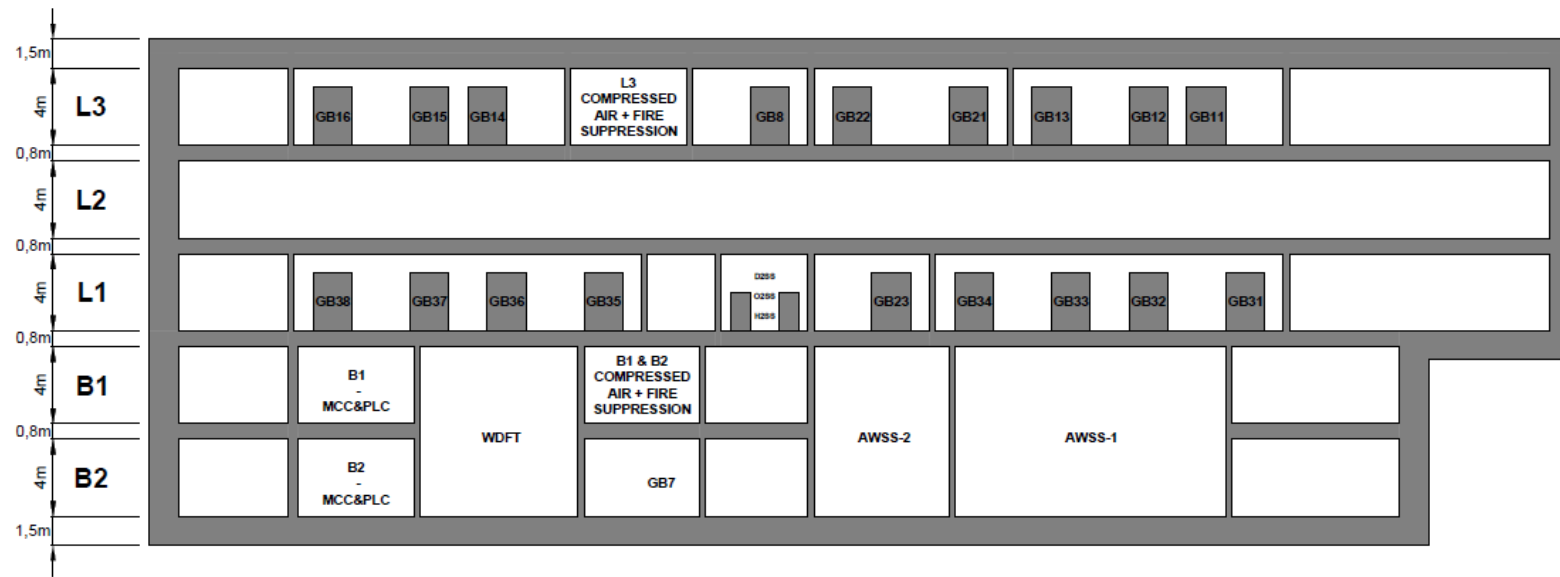 1,5m
4m
L3
GB16
GB15
GB14
L3
COMPRESSED
AIR + FIRE
SUPPRESSION
GB8
GB22
GB21
GB13
GB12
GB11
0,8m
4m
L2
0,8m
4m
L1
GB38
GB37
GB36
GB35
D2SS
O2SS
H2SS
GB23
GB34
GB33
GB32
GB31
0,8m
4m
B1
B1
-
MCC&PLC
WDFT
B1 & B2
COMPRESSED
AIR + FIRE
SUPPRESSION
AWSS-2
AWSS-1
0,8m
4m
B2
B2
-
MCC&PLC
GB7
1,5m